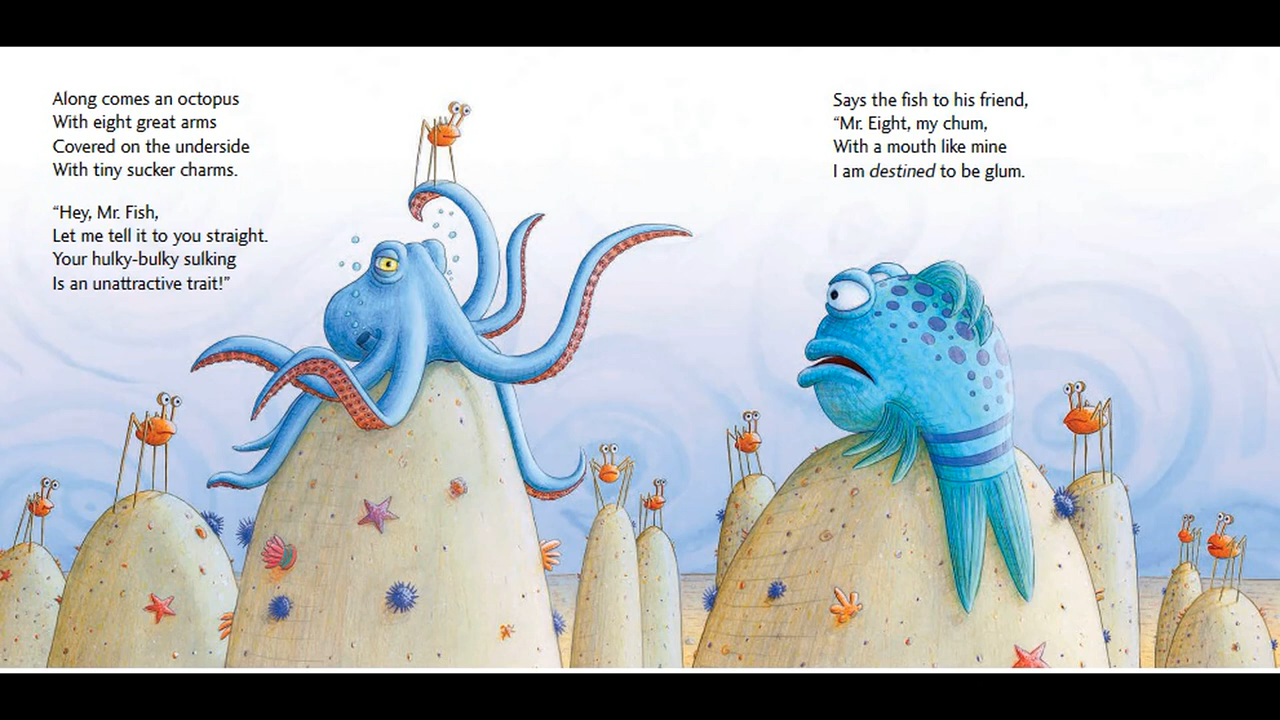 Along comes an octopus
With eight great arms
Covered on the underside
With tiny sucker charms.
“Hey, Mr. Fish,
Let me tell it to you straight.
Your hulky-bulky sulking
Is an unattractive trait!”
Says the fish to his friend,
“Mr. Eight, my chum,
With a mouth like mine
I am destined to be glum.